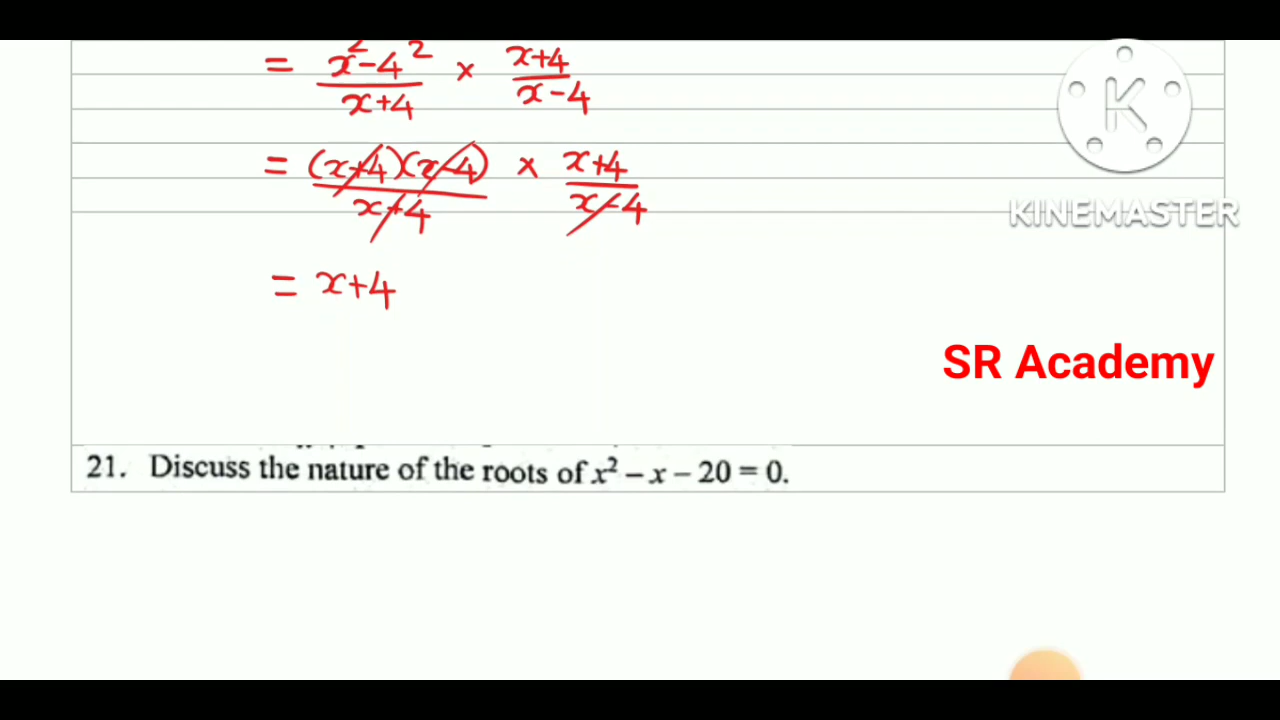 = x²-4² / x+4 × x+4 / x-4
= (x+4)(x-4) / x+4 × x+4 / x-4
= x+4
KINEMASTER
SR Academy
21. Discuss the nature of the roots of x² – x – 20 = 0.